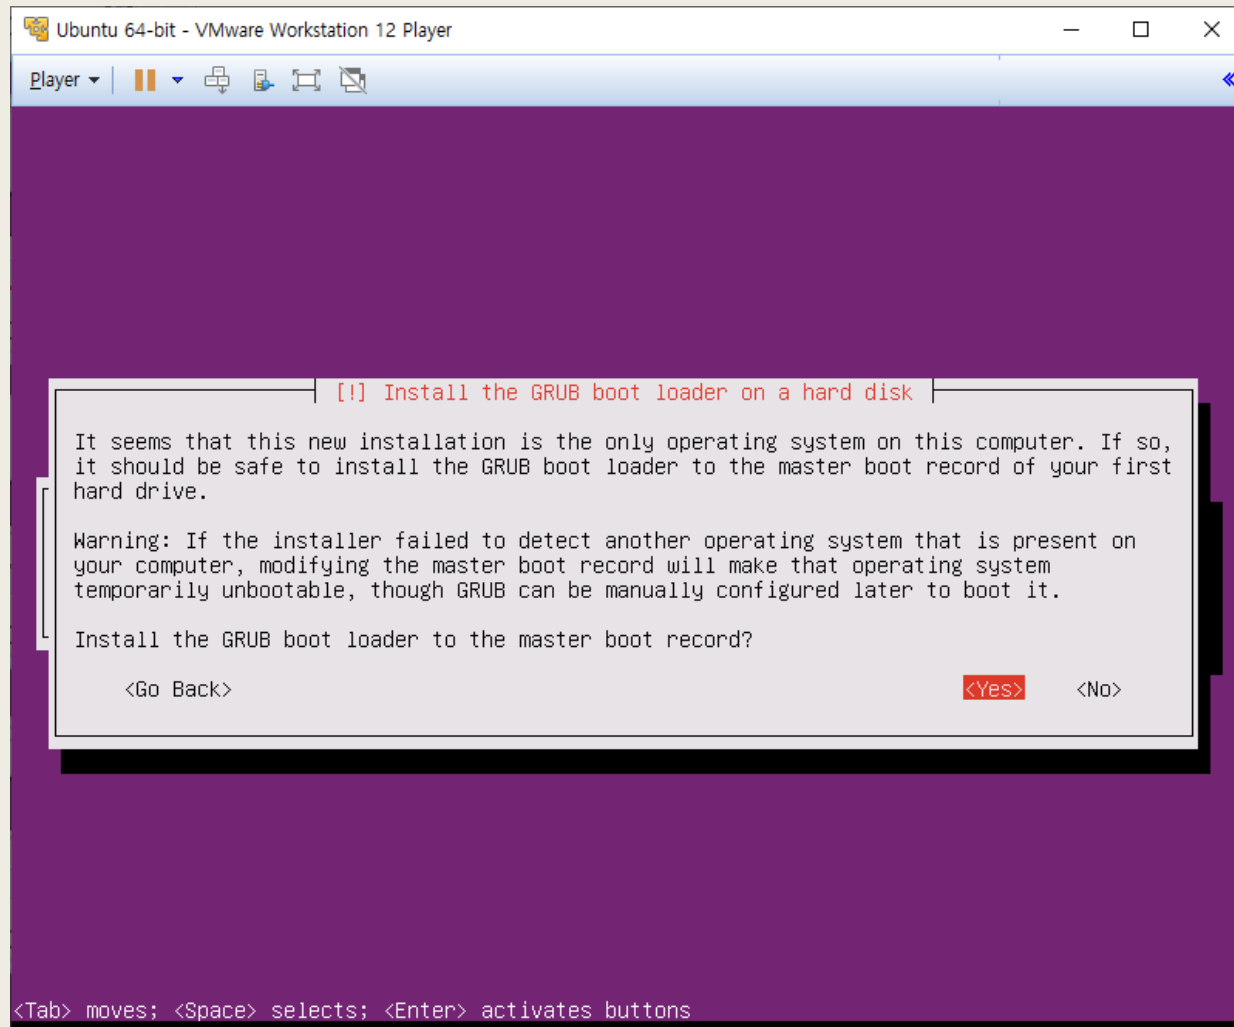 Ubuntu 64-bit - VMware Workstation 12 Player
Player
[!] Install the GRUB boot loader on a hard disk
It seems that this new installation is the only operating system on this computer. If so,
it should be safe to install the GRUB boot loader to the master boot record of your first
hard drive.
Warning: If the installer failed to detect another operating system that is present on
your computer, modifying the master boot record will make that operating system
temporarily unbootable, though GRUB can be manually configured later to boot it.
Install the GRUB boot loader to the master boot record?
<Go Back> <Yes> <No>
<Tab> moves; <Space> selects; <Enter> activates buttons